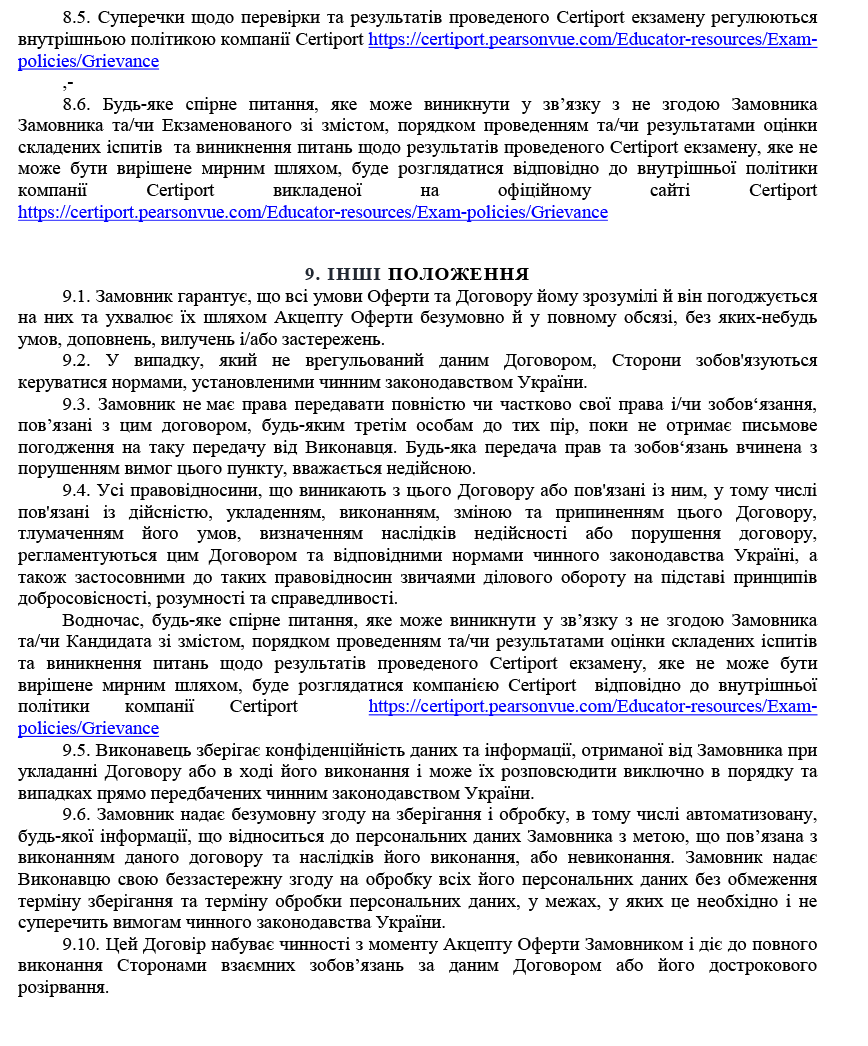 8.5. Суперечки щодо перевірки та результатів проведеного Certiport екзамену регулюються
внутрішньою політикою компанії Certiport https://certiport.pearsonvue.com/Educator-resources/Exam-
policies/Grievance
,-
8.6. Будь-яке спірне питання, яке може виникнути у зв’язку з не згодою Замовника
Замовника та/чи Екзаменованого зі змістом, порядком проведенням та/чи результатами оцінки
складених іспитів та виникнення питань щодо результатів проведеного Certiport екзамену, яке не
може бути вирішене мирним шляхом, буде розглядатися відповідно до внутрішньої політики
компанії Certiport викладеної на офіційному сайті Certiport
https://certiport.pearsonvue.com/Educator-resources/Exam-policies/Grievance
9. ІНШІ ПОЛОЖЕННЯ
9.1. Замовник гарантує, що всі умови Оферти та Договору йому зрозумілі й він погоджується
на них та ухвалює їх шляхом Акцепту Оферти безумовно й у повному обсязі, без яких-небудь
умов, доповнень, вилучень і/або застережень.
9.2. У випадку, який не врегульований даним Договором, Сторони зобов'язуються
керуватися нормами, установленими чинним законодавством України.
9.3. Замовник не має права передавати повністю чи частково свої права і/чи зобов‘язання,
пов’язані з цим договором, будь-яким третім особам до тих пір, поки не отримає письмове
погодження на таку передачу від Виконавця. Будь-яка передача прав та зобов‘язань вчинена з
порушенням вимог цього пункту, вважається недійсною.
9.4. Усі правовідносини, що виникають з цього Договору або пов'язані із ним, у тому числі
пов'язані із дійсністю, укладенням, виконанням, зміною та припиненням цього Договору,
тлумаченням його умов, визначенням наслідків недійсності або порушення договору,
регламентуються цим Договором та відповідними нормами чинного законодавства Україні, а
також застосовними до таких правовідносин звичаями ділового обороту на підставі принципів
добросовісності, розумності та справедливості.
Водночас, будь-яке спірне питання, яке може виникнути у зв’язку з не згодою Замовника
та/чи Кандидата зі змістом, порядком проведенням та/чи результатами оцінки складених іспитів
та виникнення питань щодо результатів проведеного Certiport екзамену, яке не може бути
вирішене мирним шляхом, буде розглядатися компанією Certiport відповідно до внутрішньої
політики компанії Certiport https://certiport.pearsonvue.com/Educator-resources/Exam-
policies/Grievance
9.5. Виконавець зберігає конфіденційність даних та інформації, отриманої від Замовника при
укладанні Договору або в ході його виконання і може їх розповсюдити виключно в порядку та
випадках прямо передбачених чинним законодавством України.
9.6. Замовник надає безумовну згоду на зберігання і обробку, в тому числі автоматизовану,
будь-якої інформації, що відноситься до персональних даних Замовника з метою, що пов’язана з
виконанням даного договору та наслідків його виконання, або невиконання. Замовник надає
Виконавцю свою беззастережну згоду на обробку всіх його персональних даних без обмеження
терміну зберігання та терміну обробки персональних даних, у межах, у яких це необхідно і не
суперечить вимогам чинного законодавства України.
9.10. Цей Договір набуває чинності з моменту Акцепту Оферти Замовником і діє до повного
виконання Сторонами взаємних зобов’язань за даним Договором або його дострокового
розірвання.